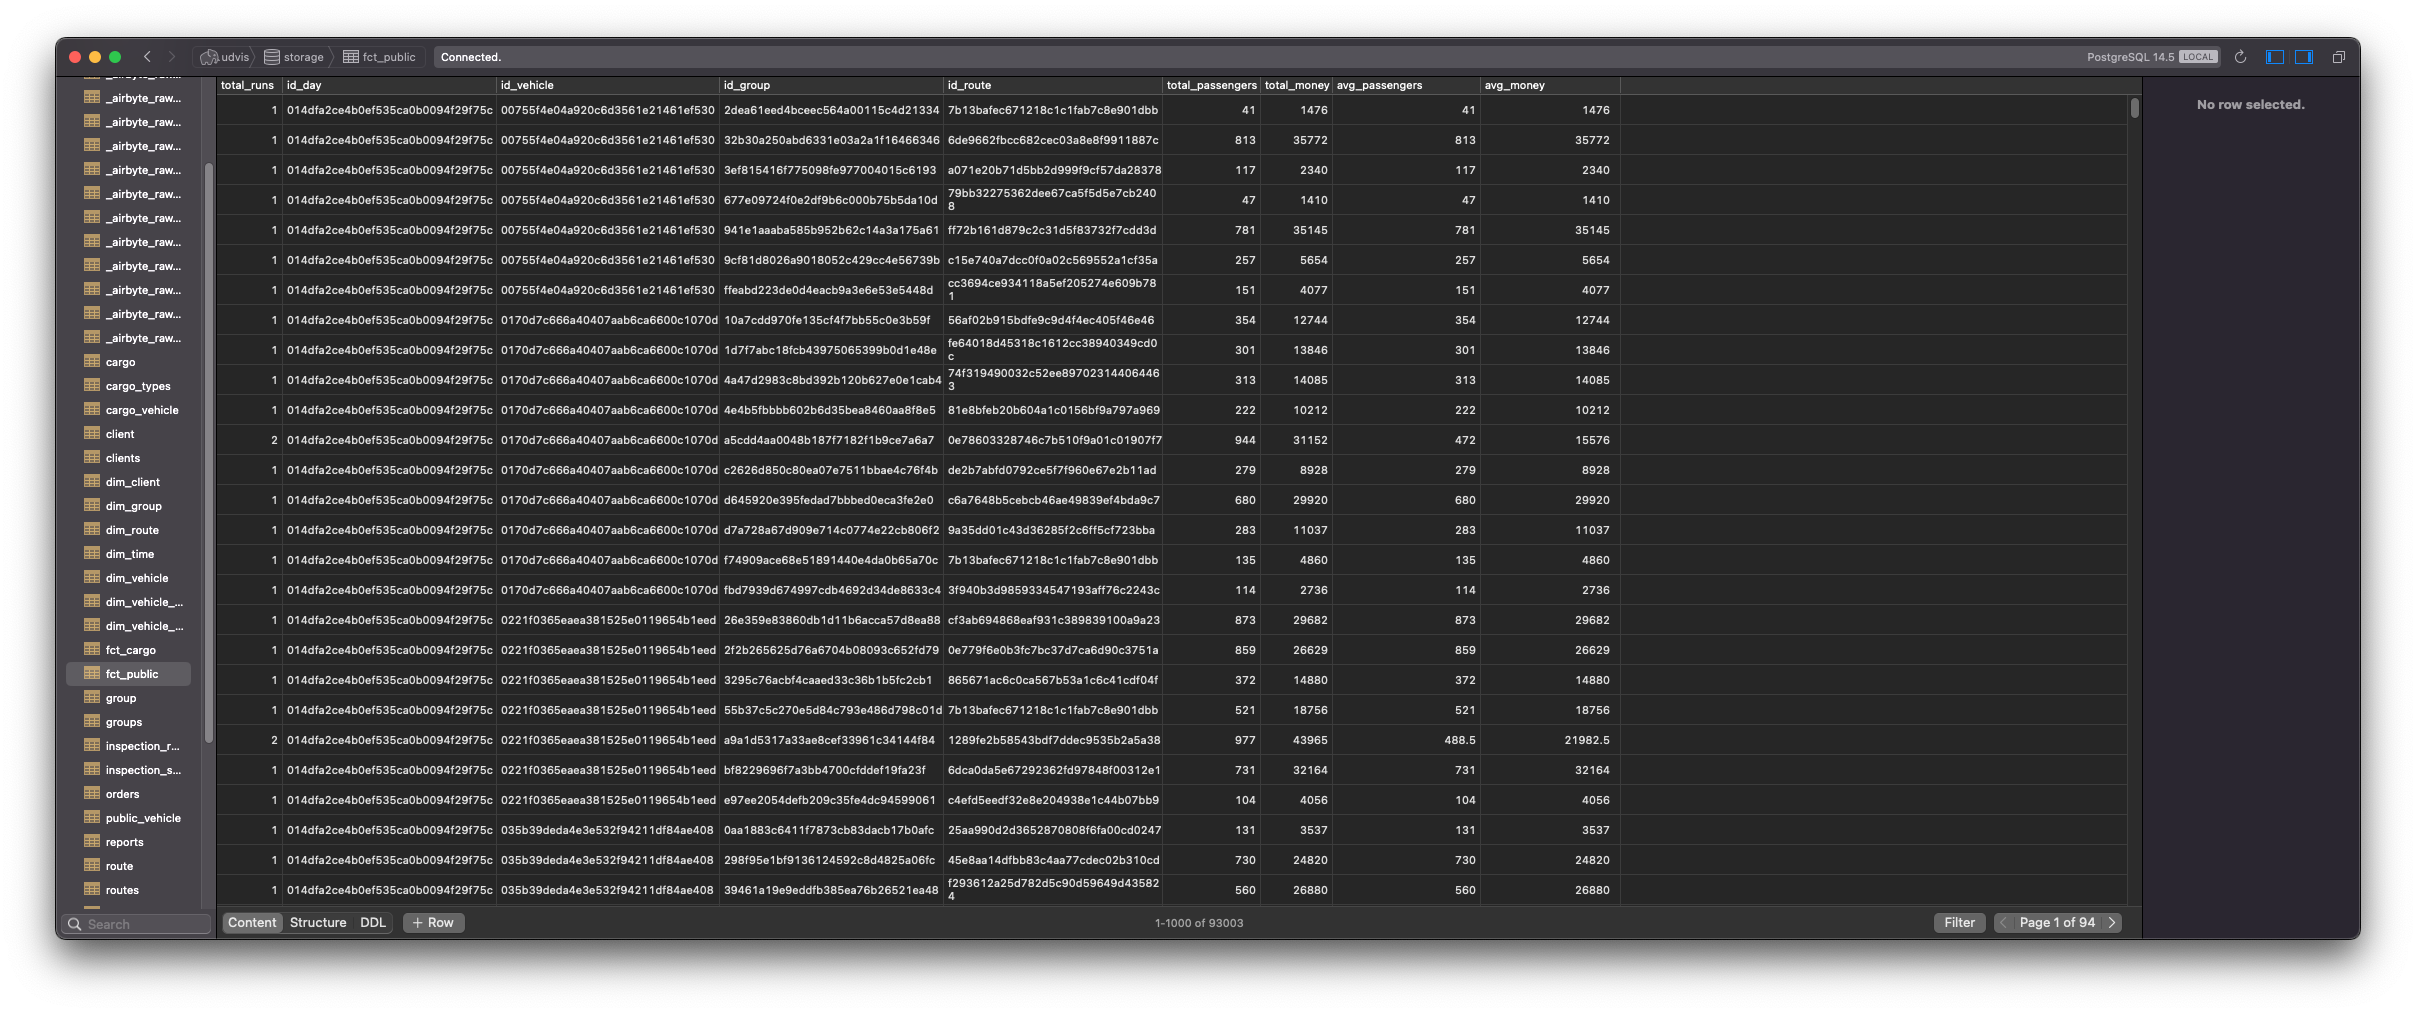 udvis storage fct_public Connected. PostgreSQL 14.5 LOCAL
_airbyte_raw...
_airbyte_raw...
_airbyte_raw...
_airbyte_raw...
_airbyte_raw...
_airbyte_raw...
_airbyte_raw...
_airbyte_raw...
_airbyte_raw...
_airbyte_raw...
_airbyte_raw...
cargo
cargo_types
cargo_vehicle
client
clients
dim_client
dim_group
dim_route
dim_time
dim_vehicle
dim_vehicle_...
dim_vehicle_...
fct_cargo
fct_public
group
groups
inspection_r...
inspection_s...
orders
public_vehicle
reports
route
routes
Search
total_runs id_day id_vehicle id_group id_route total_passengers total_money avg_passengers avg_money
1 014dfa2ce4b0ef535ca0b0094f29f75c 00755f4e04a920c6d3561e21461ef530 2dea61eed4bceec564a00115c4d21334 7b13bafec671218c1c1fab7c8e901dbb 41 1476 41 1476
1 014dfa2ce4b0ef535ca0b0094f29f75c 00755f4e04a920c6d3561e21461ef530 32b30a250abd6331e03a2a1f16466346 6de9662fbcc682cec03a8e8f9911887c 813 35772 813 35772
1 014dfa2ce4b0ef535ca0b0094f29f75c 00755f4e04a920c6d3561e21461ef530 3ef815416f775098fe977004015c6193 a071e20b71d5bb2d999f9cf57da28378 117 2340 117 2340
1 014dfa2ce4b0ef535ca0b0094f29f75c 00755f4e04a920c6d3561e21461ef530 677e09724f0e2df9b6c000b75b5da10d 79bb32275362dee67ca5f5d5e7cb2408 47 1410 47 1410
1 014dfa2ce4b0ef535ca0b0094f29f75c 00755f4e04a920c6d3561e21461ef530 941e1aaaba585b952b62c14a3a175a61 ff72b161d879c2c31d5f83732f7cdd3d 781 35145 781 35145
1 014dfa2ce4b0ef535ca0b0094f29f75c 00755f4e04a920c6d3561e21461ef530 9cf81d8026a9018052c429cc4e56739b c15e740a7dcc0f0a02c569552a1cf35a 257 5654 257 5654
1 014dfa2ce4b0ef535ca0b0094f29f75c 00755f4e04a920c6d3561e21461ef530 ffeabd223de0d4eacb9a3e6e53e5448d cc3694ce934118a5ef205274e609b781 151 4077 151 4077
1 014dfa2ce4b0ef535ca0b0094f29f75c 0170d7c666a40407aab6ca6600c1070d 10a7cdd970fe135cf4f7bb55c0e3b59f 56af02b915bdfe9c9d4f4ec405f46e46 354 12744 354 12744
1 014dfa2ce4b0ef535ca0b0094f29f75c 0170d7c666a40407aab6ca6600c1070d 1d7f7abc18fcb43975065399b0d1e48e fe64018d45318c1612cc38940349cd0c 301 13846 301 13846
1 014dfa2ce4b0ef535ca0b0094f29f75c 0170d7c666a40407aab6ca6600c1070d 4a47d2983c8bd392b120b627e0e1cab4 74f319490032c52ee897023144064463 313 14085 313 14085
1 014dfa2ce4b0ef535ca0b0094f29f75c 0170d7c666a40407aab6ca6600c1070d 4e4b5fbbbb602b6d35bea8460aa8f8e5 81e8bfeb20b604a1c0156bf9a797a969 222 10212 222 10212
2 014dfa2ce4b0ef535ca0b0094f29f75c 0170d7c666a40407aab6ca6600c1070d a5cdd4aa0048b187f7182f1b9ce7a6a7 0e78603328746c7b510f9a01c01907f7 944 31152 472 15576
1 014dfa2ce4b0ef535ca0b0094f29f75c 0170d7c666a40407aab6ca6600c1070d c2626d850c80ea07e7511bbae4c76f4b de2b7abfd0792ce5f7f960e67e2b11ad 279 8928 279 8928
1 014dfa2ce4b0ef535ca0b0094f29f75c 0170d7c666a40407aab6ca6600c1070d d645920e395fedad7bbbed0eca3fe2e0 c6a7648b5cebcb46ae49839ef4bda9c7 680 29920 680 29920
1 014dfa2ce4b0ef535ca0b0094f29f75c 0170d7c666a40407aab6ca6600c1070d d7a728a67d909e714c0774e22cb806f2 9a35dd01c43d36285f2c6ff5cf723bba 283 11037 283 11037
1 014dfa2ce4b0ef535ca0b0094f29f75c 0170d7c666a40407aab6ca6600c1070d f74909ace68e51891440e4da0b65a70c 7b13bafec671218c1c1fab7c8e901dbb 135 4860 135 4860
1 014dfa2ce4b0ef535ca0b0094f29f75c 0170d7c666a40407aab6ca6600c1070d fbd7939d674997cdb4692d34de8633c4 3f940b3d9859334547193aff76c2243c 114 2736 114 2736
1 014dfa2ce4b0ef535ca0b0094f29f75c 0221f0365eaea381525e0119654b1eed 26e359e83860db1d11b6acca57d8ea88 cf3ab694868eaf931c389839100a9a23 873 29682 873 29682
1 014dfa2ce4b0ef535ca0b0094f29f75c 0221f0365eaea381525e0119654b1eed 2f2b265625d76a6704b08093c652fd79 0e779f6e0b3fc7bc37d7ca6d90c3751a 859 26629 859 26629
1 014dfa2ce4b0ef535ca0b0094f29f75c 0221f0365eaea381525e0119654b1eed 3295c76acbf4caaed33c36b1b5fc2cb1 865671ac6c0ca567b53a1c6c41cdf04f 372 14880 372 14880
1 014dfa2ce4b0ef535ca0b0094f29f75c 0221f0365eaea381525e0119654b1eed 55b37c5c270e5d84c793e486d798c01d 7b13bafec671218c1c1fab7c8e901dbb 521 18756 521 18756
2 014dfa2ce4b0ef535ca0b0094f29f75c 0221f0365eaea381525e0119654b1eed a9a1d5317a33ae8cef33961c34144f84 1289fe2b58543bdf7ddec9535b2a5a38 977 43965 488.5 21982.5
1 014dfa2ce4b0ef535ca0b0094f29f75c 0221f0365eaea381525e0119654b1eed bf8229696f7a3bb4700cfddef19fa23f 6dca0da5e67292362fd97848f00312e1 731 32164 731 32164
1 014dfa2ce4b0ef535ca0b0094f29f75c 0221f0365eaea381525e0119654b1eed e97ee2054defb209c35fe4dc94599061 c4efd5eedf32e8e204938e1c44b07bb9 104 4056 104 4056
1 014dfa2ce4b0ef535ca0b0094f29f75c 035b39deda4e3e532f94211df84ae408 0aa1883c6411f7873cb83dacb17b0afc 25aa990d2d3652870808f6fa00cd0247 131 3537 131 3537
1 014dfa2ce4b0ef535ca0b0094f29f75c 035b39deda4e3e532f94211df84ae408 298f95e1bf9136124592c8d4825a06fc 45e8aa14dfbb83c4aa77cdec02b310cd 730 24820 730 24820
1 014dfa2ce4b0ef535ca0b0094f29f75c 035b39deda4e3e532f94211df84ae408 39461a19e9eddfb385ea76b26521ea48 f293612a25d782d5c90d59649d435824 560 26880 560 26880
Content Structure DDL + Row 1-1000 of 93003 Filter Page 1 of 94
No row selected.